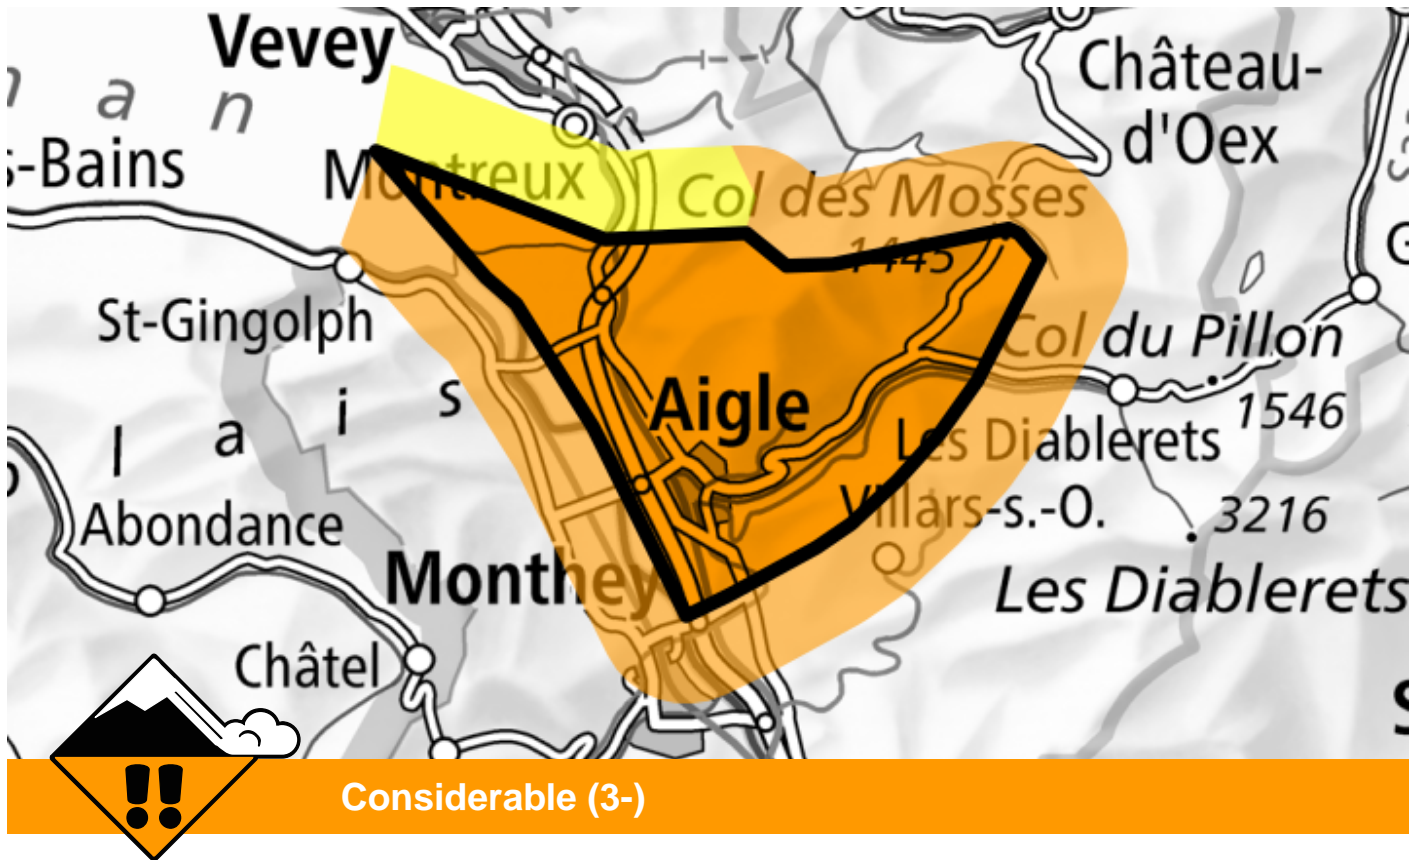 Vevey
Château-
d'Oex
n
a
n
s-Bains
Montreux
Col des Mosses
1445
G
St-Gingolph
Col du Pillon
Aigle
1546
l
a
i
s
Les Diablerets
Villars-s.-O.
3216
Abondance
Monthey
Les Diablerets
Châtel
S
!!
Considerable (3-)